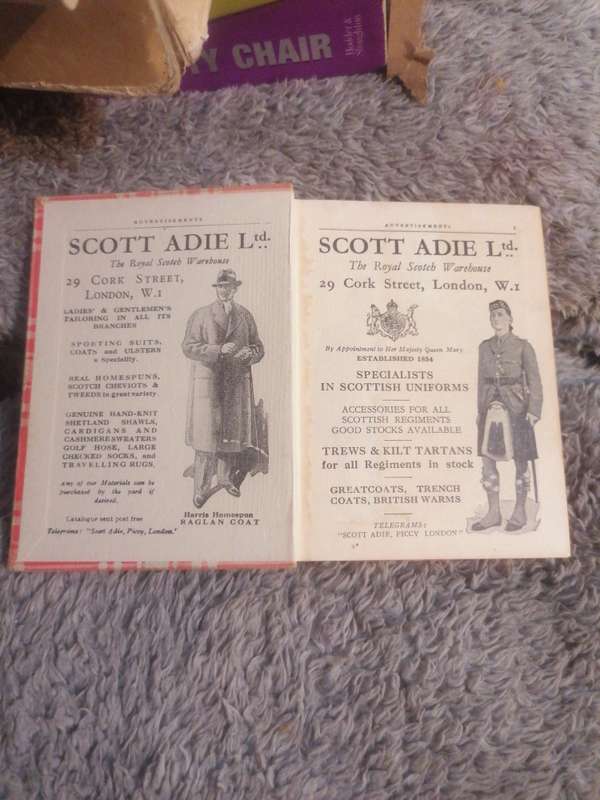 Y CHAIR
Hodder & Stoughton
ADVERTISEMENTS
SCOTT ADIE Ltd.
The Royal Scotch Warehouse
29 CORK STREET,
LONDON, W.1
LADIES' & GENTLEMEN'S
TAILORING IN ALL ITS
BRANCHES
SPORTING SUITS,
COATS and ULSTERS
a Speciality.
REAL HOMESPUNS,
SCOTCH CHEVIOTS &
TWEEDS in great variety
GENUINE HAND-KNIT
SHETLAND SHAWLS,
CARDIGANS AND
CASHMERE SWEATERS
GOLF HOSE, LARGE
CHECKED SOCKS, and
TRAVELLING RUGS.
Any of our Materials can be
purchased by the yard if
desired.
Catalogue sent post free
Harris Homespun
RAGLAN COAT
Telegrams: "Scott Adie, Piccy, London."
ADVERTISEMENTS
SCOTT ADIE Ltd.
The Royal Scotch Warehouse
29 Cork Street, London, W.1
By Appointment to Her Majesty Queen Mary.
ESTABLISHED 1854
SPECIALISTS
IN SCOTTISH UNIFORMS
ACCESSORIES FOR ALL
SCOTTISH REGIMENTS
GOOD STOCKS AVAILABLE
TREWS & KILT TARTANS
for all Regiments in stock
GREATCOATS, TRENCH
COATS, BRITISH WARMS
TELEGRAMS:
"SCOTT ADIE, PICCY LONDON"